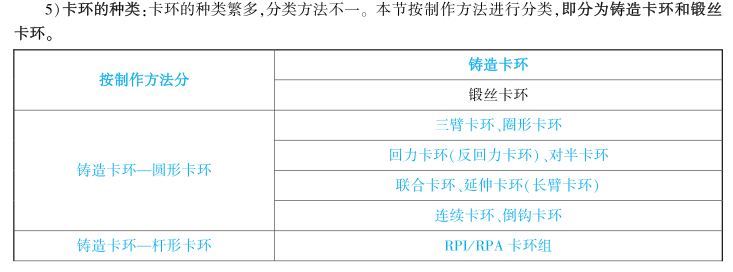 5)卡环的种类:卡环的种类繁多,分类方法不一。本节按制作方法进行分类,即分为铸造卡环和锻丝
卡环。
按制作方法分
铸造卡环
锻丝卡环
铸造卡环—圆形卡环
三臂卡环、圈形卡环
回力卡环(反回力卡环)、对半卡环
联合卡环、延伸卡环(长臂卡环)
连续卡环、倒钩卡环
铸造卡环—杆形卡环
RPI/RPA 卡环组